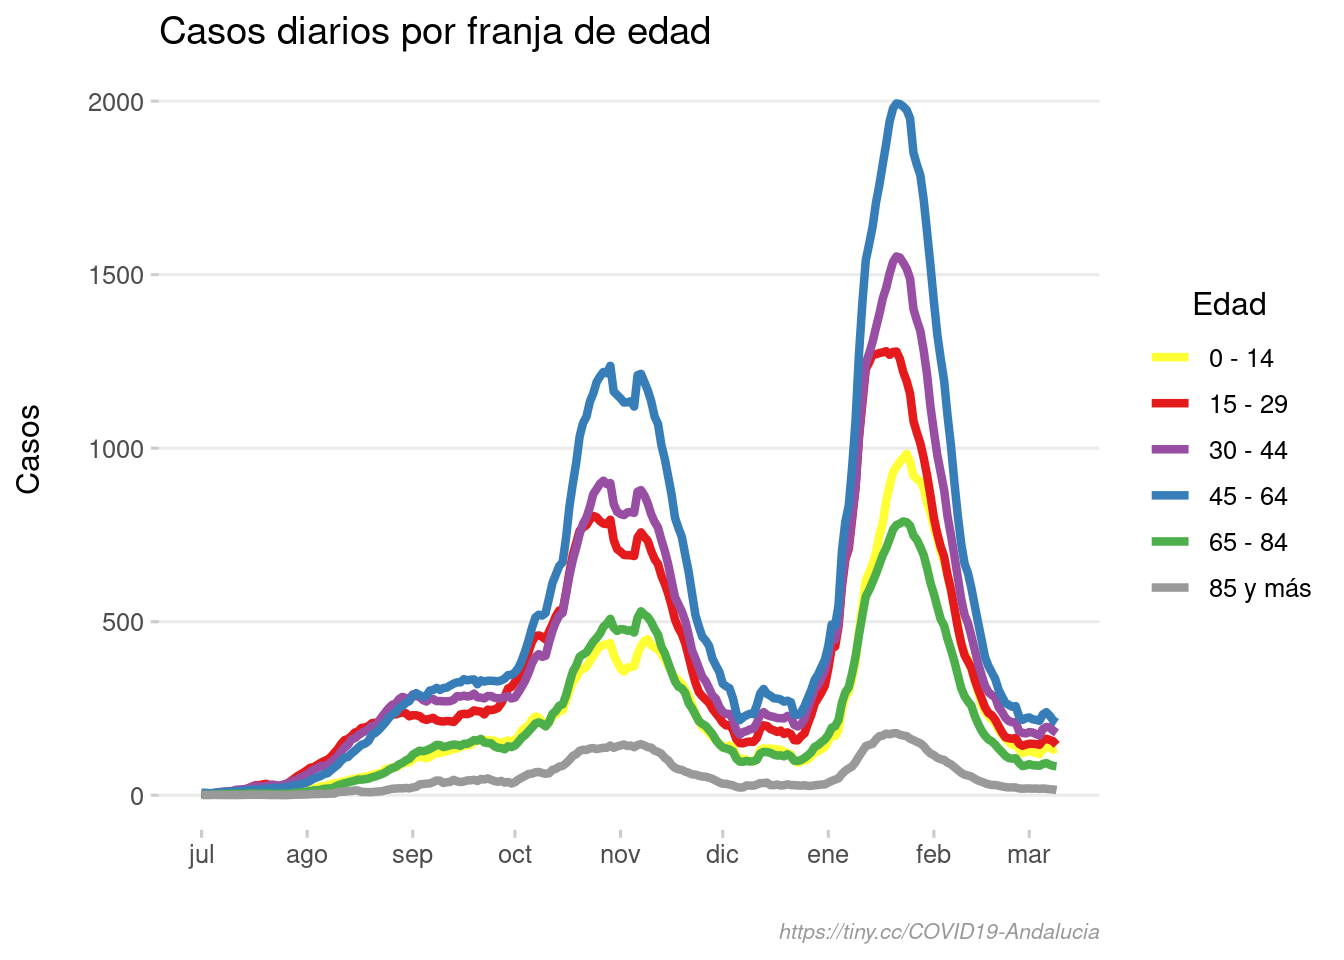 Casos diarios por franja de edad
2000
1500
1000
500
0
Casos
jul ago sep oct nov dic ene feb mar
Edad
0 - 14
15 - 29
30 - 44
45 - 64
65 - 84
85 y más
https://tiny.cc/COVID19-Andalucia